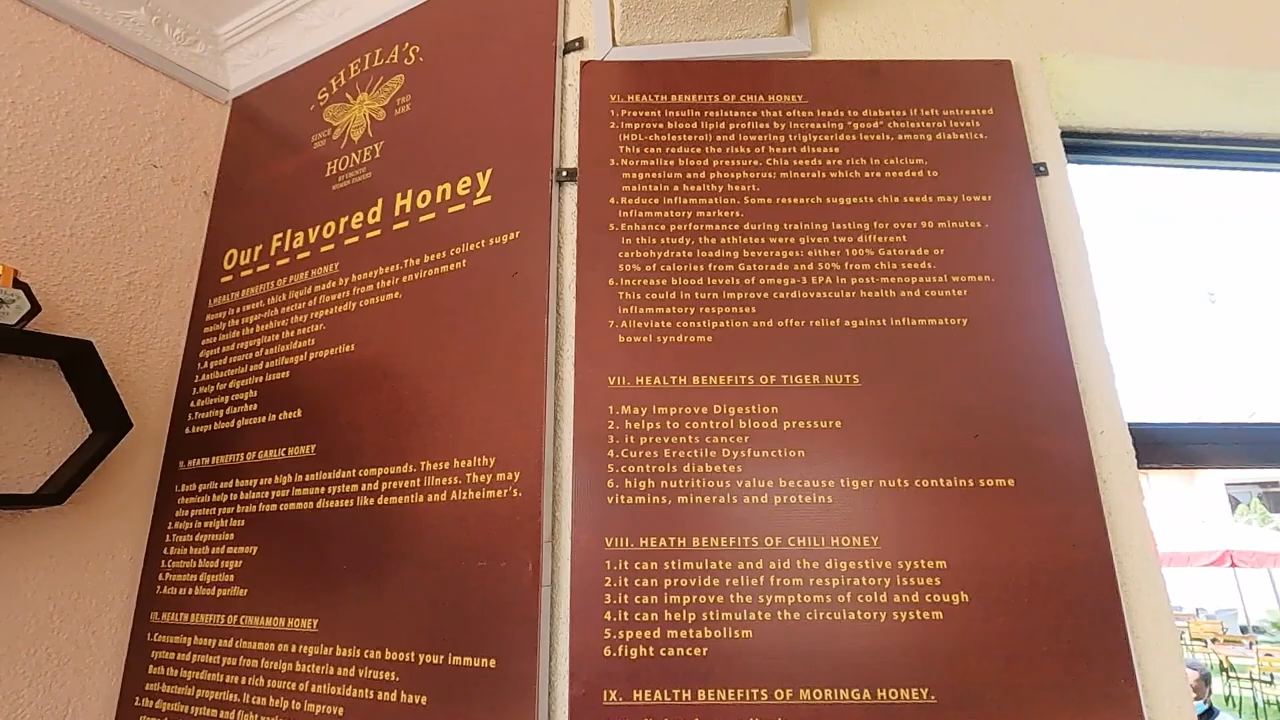 SHEILA'S
TRD
MRK
SINCE
2020
HONEY
BY UBUNTU
WOMEN FAMERS
Our Flavored Honey
I.HEALTH BENEFITS OF PURE HONEY
Honey is a sweet, thick liquid made by honeybees.The bees collect sugar
mainly the sugar-rich nectar of flowers from their environment
once inside the beehive; they repeatedly consume,
digest and regurgitate the nectar.
1.A good source of antioxidants
2.Antibacterial and antifungal properties
3.Help for digestive issues
4.Relieving coughs
5.Treating diarrhea
6.keeps blood glucose in check
II. HEATH BENEFITS OF GARLIC HONEY
1.Both garlic and honey are high in antioxidant compounds. These healthy
chemicals help to balance your immune system and prevent illness. They may
also protect your brain from common diseases like dementia and Alzheimer's.
2.Helps in weight loss
3.Treats depression
4.Brain heath and memory
5.Controls blood sugar
6.Promotes digestion
7.Acts as a blood purifier
III. HEALTH BENEFITS OF CINNAMON HONEY
1.Consuming honey and cinnamon on a regular basis can boost your immune
system and protect you from foreign bacteria and viruses.
Both the ingredients are a rich source of antioxidants and have
anti-bacterial properties. It can help to improve
2.the digestive system and fight
VI. HEALTH BENEFITS OF CHIA HONEY
1.Prevent insulin resistance that often leads to diabetes if left untreated
2.Improve blood lipid profiles by increasing "good" cholesterol levels
(HDL-cholesterol) and lowering triglycerides levels, among diabetics.
This can reduce the risks of heart disease
3.Normalize blood pressure. Chia seeds are rich in calcium,
magnesium and phosphorus; minerals which are needed to
maintain a healthy heart.
4.Reduce inflammation. Some research suggests chia seeds may lower
inflammatory markers.
5.Enhance performance during training lasting for over 90 minutes .
in this study, the athletes were given two different
carbohydrate loading beverages: either 100% Gatorade or
50% of calories from Gatorade and 50% from chia seeds.
6.Increase blood levels of omega-3 EPA in post-menopausal women.
This could in turn improve cardiovascular health and counter
inflammatory responses
7.Alleviate constipation and offer relief against inflammatory
bowel syndrome
VII. HEALTH BENEFITS OF TIGER NUTS
1.May Improve Digestion
2. helps to control blood pressure
3. it prevents cancer
4.Cures Erectile Dysfunction
5.controls diabetes
6. high nutritious value because tiger nuts contains some
vitamins, minerals and proteins
VIII. HEATH BENEFITS OF CHILI HONEY
1.it can stimulate and aid the digestive system
2.it can provide relief from respiratory issues
3.it can improve the symptoms of cold and cough
4.it can help stimulate the circulatory system
5.speed metabolism
6.fight cancer
IX. HEALTH BENEFITS OF MORINGA HONEY.